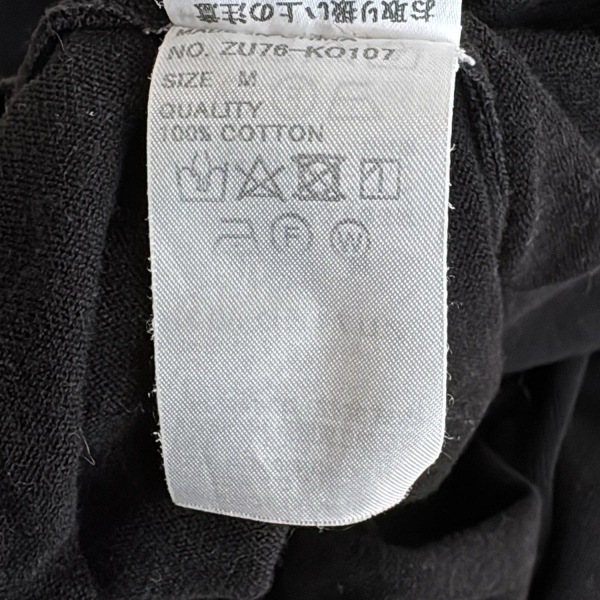 お取り扱い上の注意
NO. ZU76-KO107
SIZE M
QUALITY
100% COTTON
F W